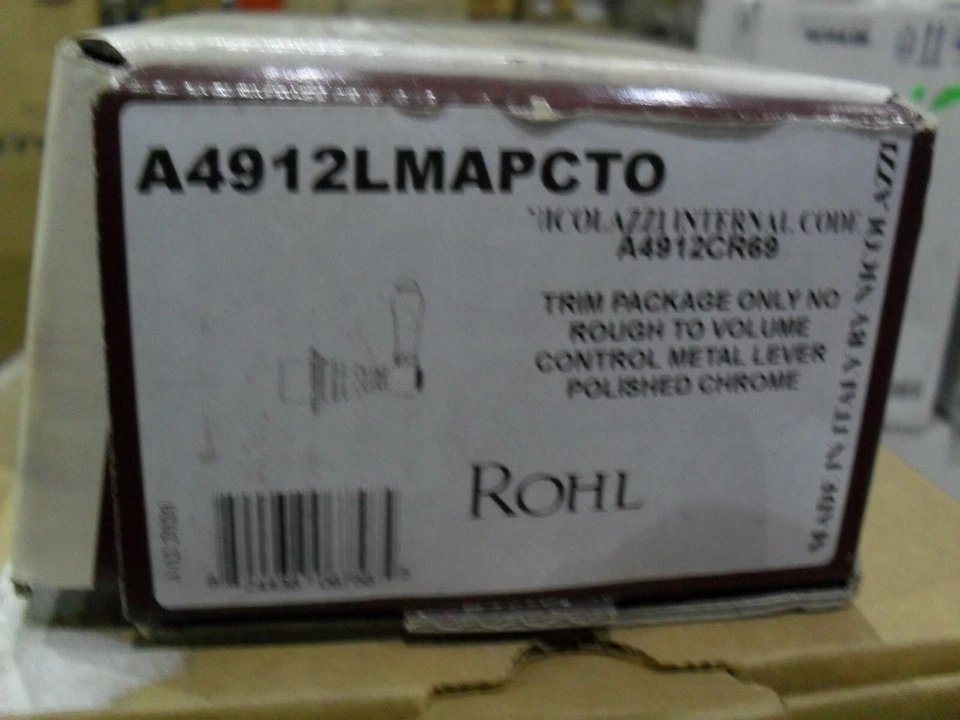 A4912LMAPCTO
NICOLAZZI INTERNAL CODE
A4912CR69
TRIM PACKAGE ONLY NO
ROUGH TO VOLUME
CONTROL METAL LEVER
POLISHED CHROME
MADE IN ITALY BY NICOLAZZI
ROHL